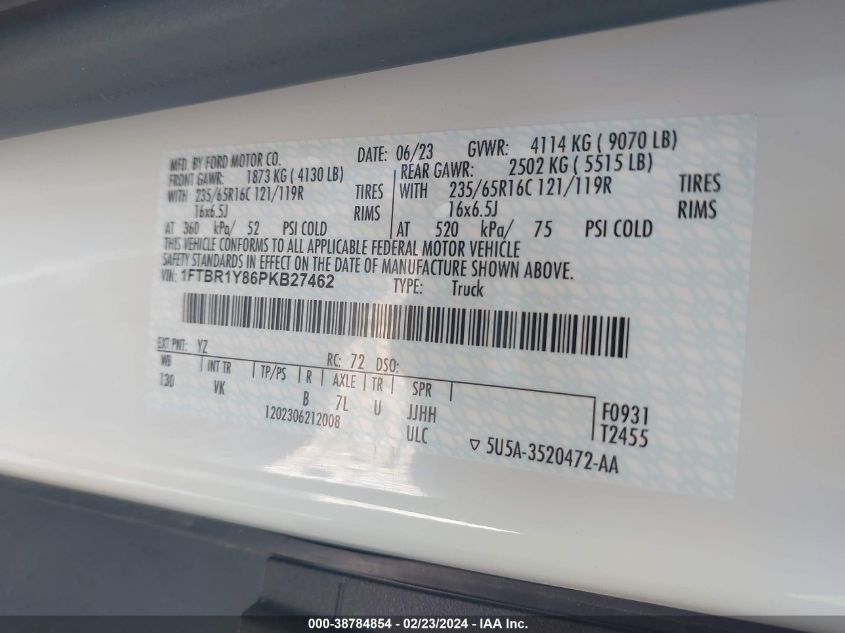 MFD. BY FORD MOTOR CO. DATE: 06/23 GVWR: 4114 KG ( 9070 LB)
FRONT GAWR: 1873 KG ( 4130 LB) REAR GAWR: 2502 KG ( 5515 LB)
WITH 235/65R16C 121/119R TIRES WITH 235/65R16C 121/119R TIRES
16x6.5J RIMS 16x6.5J RIMS
AT 360 kPa/ 52 PSI COLD AT 520 kPa/ 75 PSI COLD
THIS VEHICLE CONFORMS TO ALL APPLICABLE FEDERAL MOTOR VEHICLE
SAFETY STANDARDS IN EFFECT ON THE DATE OF MANUFACTURE SHOWN ABOVE.
VIN: 1FTBR1Y86PKB27462 TYPE: Truck
EXT PNT: YZ RC: 72 DSO:
WB INT TR TP/PS R AXLE TR SPR
130 VK B 7L U JJHH F0931
1202306212008 ULC T2455
▽ 5U5A-3520472-AA
000-38784854 - 02/23/2024 - IAA Inc.